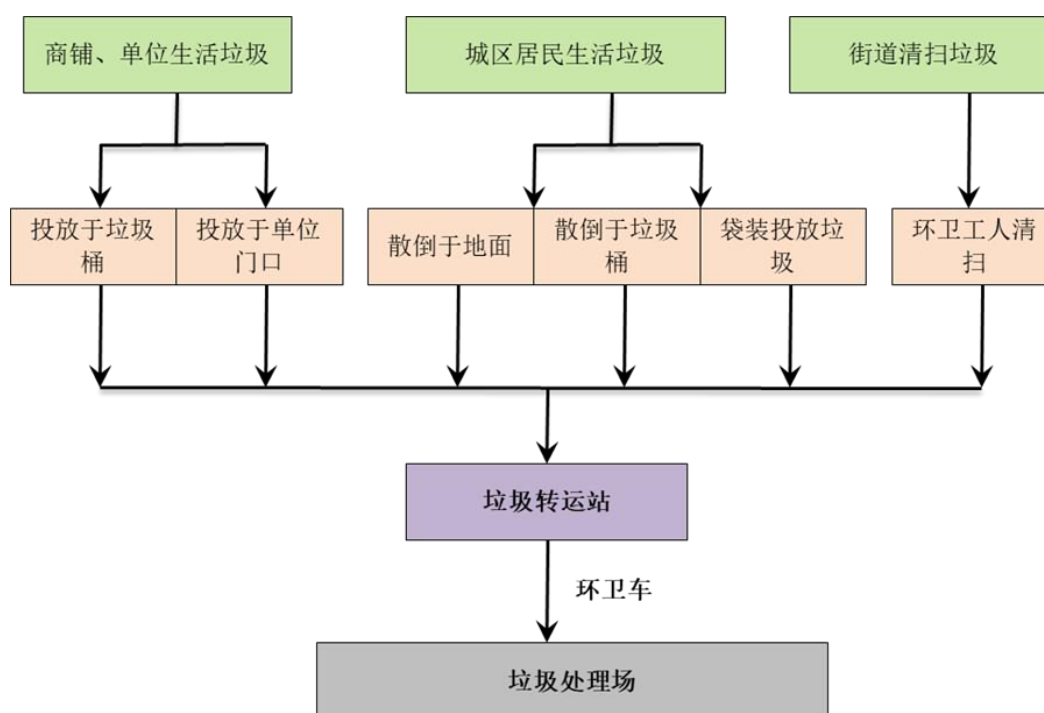 商铺、单位生活垃圾
城区居民生活垃圾
街道清扫垃圾
投放于垃圾
桶
投放于单位
门口
散倒于地面
散倒于垃圾
桶
袋装投放垃
圾
环卫工人清
扫
垃圾转运站
环卫车
垃圾处理场